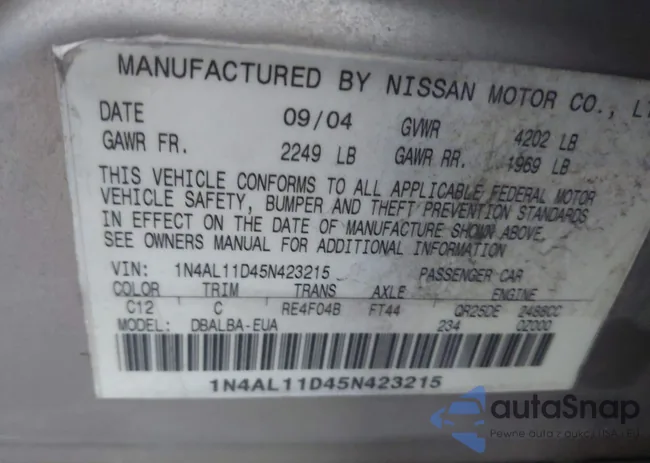 MANUFACTURED BY NISSAN MOTOR CO., LT
DATE 09/04 GVWR 4202 LB
GAWR FR. 2249 LB GAWR RR. 1969 LB
THIS VEHICLE CONFORMS TO ALL APPLICABLE FEDERAL MOTOR
VEHICLE SAFETY, BUMPER AND THEFT PREVENTION STANDARDS
IN EFFECT ON THE DATE OF MANUFACTURE SHOWN ABOVE.
SEE OWNERS MANUAL FOR ADDITIONAL INFORMATION
VIN: 1N4AL11D45N423215 PASSENGER CAR
COLOR TRIM TRANS AXLE ENGINE
C12 C RE4F04B FT44 QR25DE 2488CC
MODEL: DBALBA-EUA 234 0Z000
1N4AL11D45N423215
autaSnap